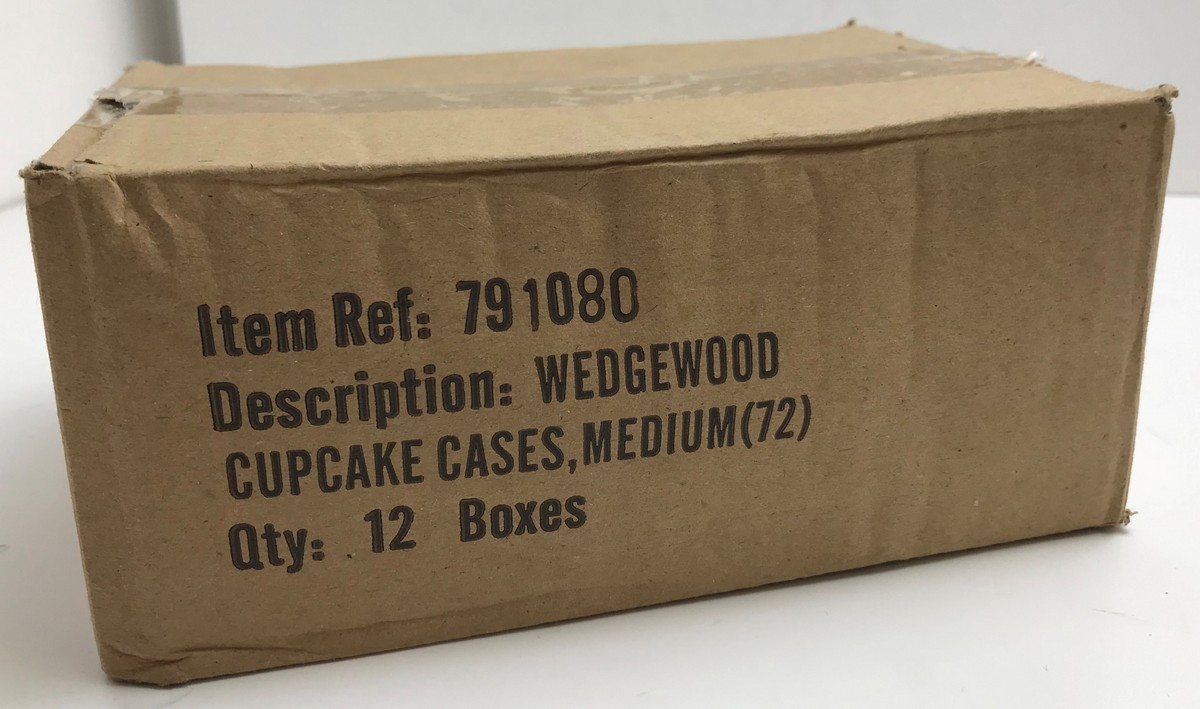 Item Ref: 791080
Description: WEDGEWOOD
CUPCAKE CASES, MEDIUM(72)
Qty: 12 Boxes